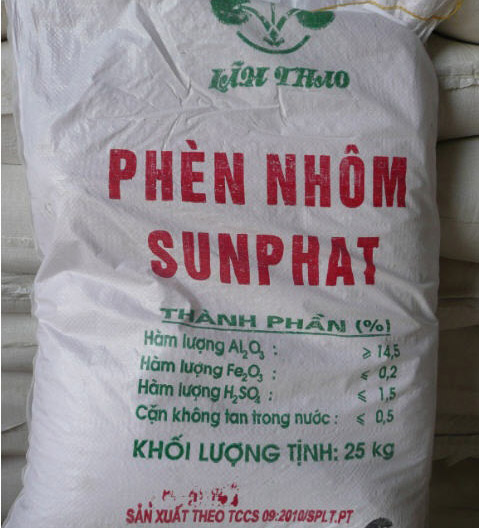 LÂM THAO
PHÈN NHÔM
SUNPHAT
THÀNH PHẦN (%)
Hàm lượng Al₂O₃ : ≥ 14,5
Hàm lượng Fe₂O₃ : ≤ 0,2
Hàm lượng H₂SO₄ : ≤ 1,5
Cặn không tan trong nước : ≤ 0,5
KHỐI LƯỢNG TỊNH: 25 kg
SẢN XUẤT THEO TCCS 09:2010/SPLT.PT